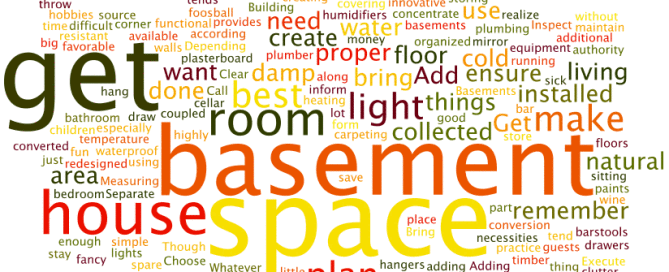 throw tends Building creating covering innovative storing
hobbies source foosball humidifiers concentrate use realize without
time difficult corner functional provides need water plumbing Inspect maintain
resistant available according create money basements organized mirror additional
big favorable walls Depending plumber proper floor cold equipment authority
get plasterboard along bring Add ensure running sick living
hang done Clear Call want damp inform Basements installed
cellar best heating light things bar
bathroom draw coupled room lot form good Get make
children especially highly carpeting collected store
converted temperature basement floors
fun waterproof save natural
just redesigned using sitting
area Measuring paints
bedroom Separate house space part remember wine
place conversion barstools
enough simple Though Bring necessities tend drawers
stay lights practice guests
fancy Choose hangers adding Adding timber Execute
spare Whatever little plan thing clutter